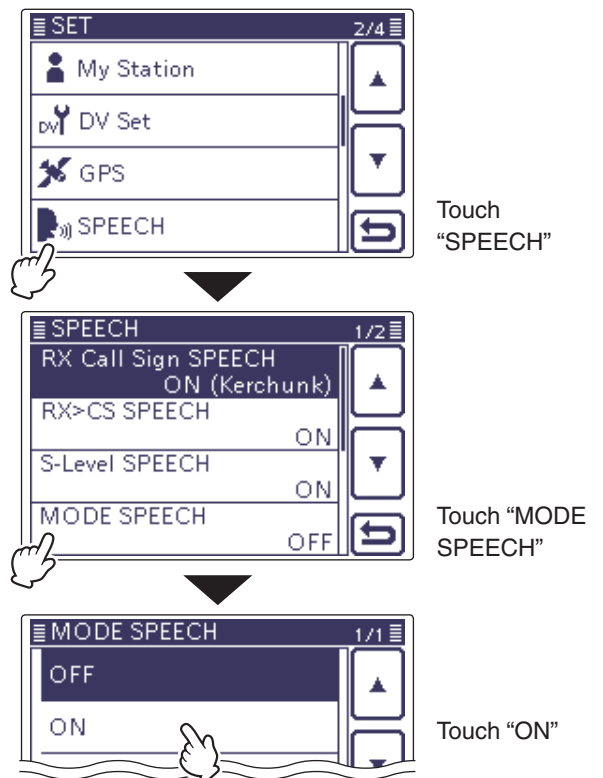 SET 2/4
My Station
DV DV Set
GPS
SPEECH
Touch
“SPEECH”
SPEECH 1/2
RX Call Sign SPEECH
ON (Kerchunk)
RX>CS SPEECH
ON
S-Level SPEECH
ON
MODE SPEECH
OFF
Touch “MODE
SPEECH”
MODE SPEECH 1/1
OFF
ON
Touch “ON”